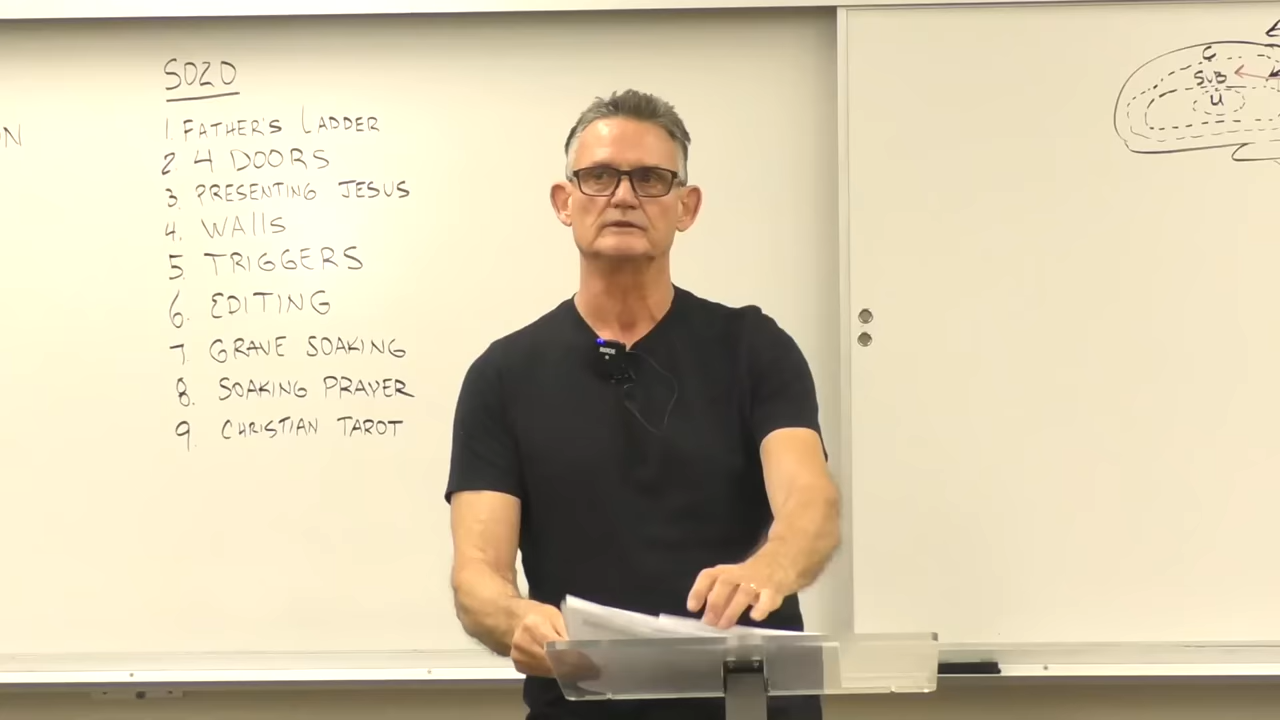 SOZO
1. FATHER'S LADDER
2. 4 DOORS
3. PRESENTING JESUS
4. WALLS
5. TRIGGERS
6. EDITING
7. GRAVE SOAKING
8. SOAKING PRAYER
9. CHRISTIAN TAROT
C
SUB
U